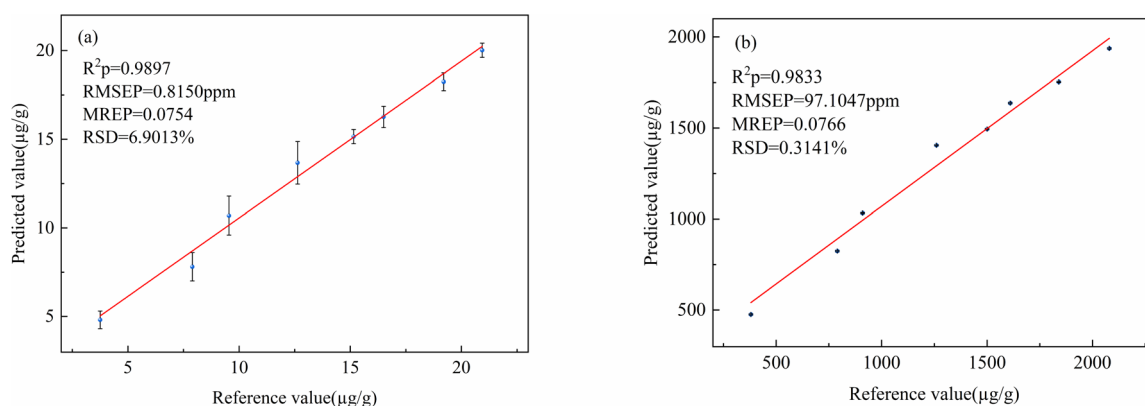 (a)
R²p=0.9897
RMSEP=0.8150ppm
MREP=0.0754
RSD=6.9013%
20
15
10
5
5
10
15
20
Predicted value(µg/g)
Reference value(µg/g)
(b)
R²p=0.9833
RMSEP=97.1047ppm
MREP=0.0766
RSD=0.3141%
2000
1500
1000
500
500
1000
1500
2000
Predicted value(µg/g)
Reference value(µg/g)